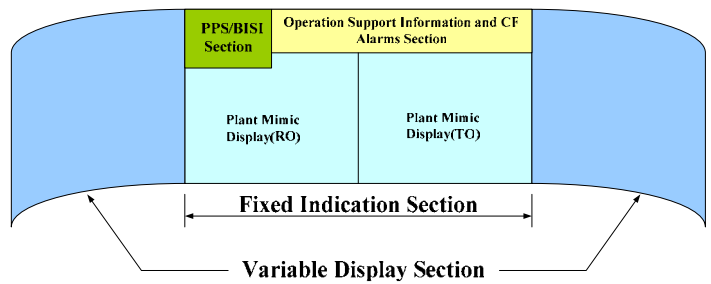 PPS/BISI
Section
Operation Support Information and CF
Alarms Section
Plant Mimic
Display(RO)
Plant Mimic
Display(TO)
Fixed Indication Section
Variable Display Section